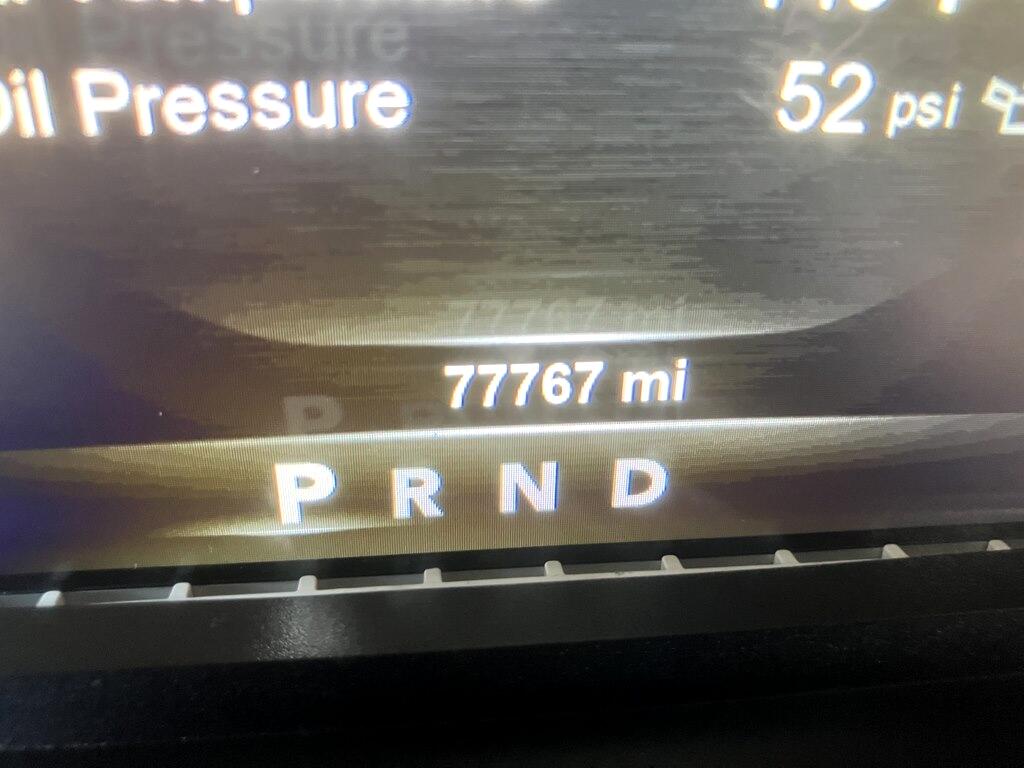 Oil Pressure 52 psi
77767 mi
P R N D